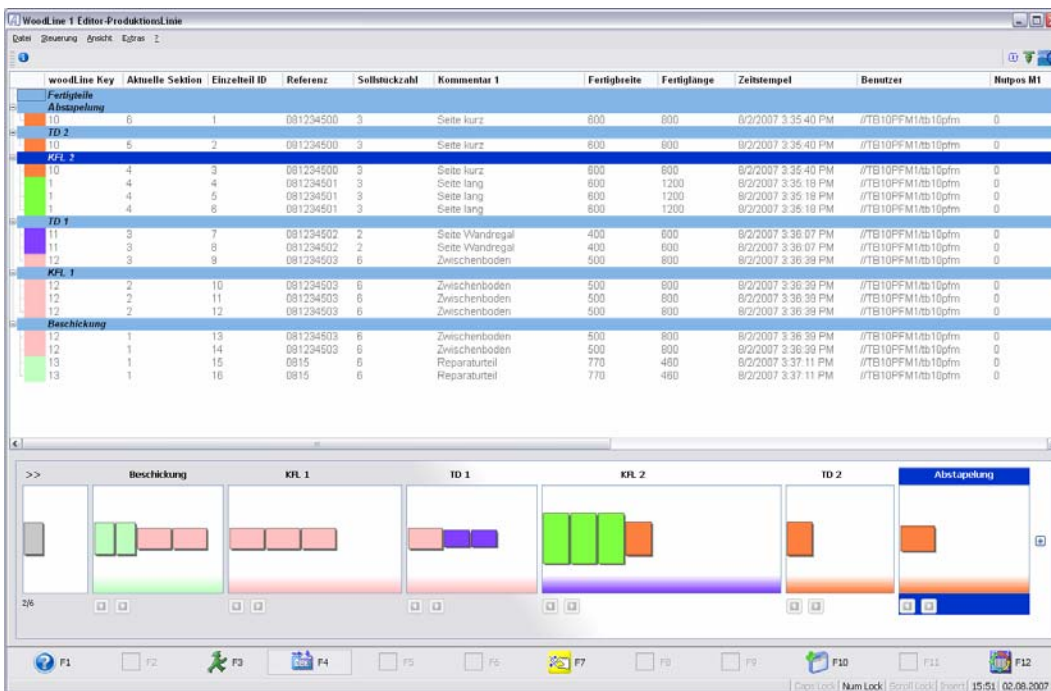 WoodLine 1 Editor-ProduktionsLinie
Datei Steuerung Ansicht Extras ?
woodLine Key Aktuelle Sektion Einzelteil ID Referenz Sollstückzahl Kommentar 1 Fertigbreite Fertiglänge Zeitstempel Benutzer Nutpos M1
Fertigteile
Abstapelung
10 6 1 081234500 3 Seite kurz 600 800 8/2/2007 3:35:40 PM //TB10PFM1/tb10pfm 0
TD 2
10 5 2 081234500 3 Seite kurz 600 800 8/2/2007 3:35:40 PM //TB10PFM1/tb10pfm 0
KFL 2
10 4 3 081234500 3 Seite kurz 600 800 8/2/2007 3:35:40 PM //TB10PFM1/tb10pfm 0
1 4 4 081234501 3 Seite lang 600 1200 8/2/2007 3:35:18 PM //TB10PFM1/tb10pfm 0
1 4 5 081234501 3 Seite lang 600 1200 8/2/2007 3:35:18 PM //TB10PFM1/tb10pfm 0
1 4 6 081234501 3 Seite lang 600 1200 8/2/2007 3:35:18 PM //TB10PFM1/tb10pfm 0
TD 1
11 3 7 081234502 2 Seite Wandregal 400 600 8/2/2007 3:36:07 PM //TB10PFM1/tb10pfm 0
11 3 8 081234502 2 Seite Wandregal 400 600 8/2/2007 3:36:07 PM //TB10PFM1/tb10pfm 0
12 3 9 081234503 6 Zwischenboden 500 800 8/2/2007 3:36:39 PM //TB10PFM1/tb10pfm 0
KFL 1
12 2 10 081234503 6 Zwischenboden 500 800 8/2/2007 3:36:39 PM //TB10PFM1/tb10pfm 0
12 2 11 081234503 6 Zwischenboden 500 800 8/2/2007 3:36:39 PM //TB10PFM1/tb10pfm 0
12 2 12 081234503 6 Zwischenboden 500 800 8/2/2007 3:36:39 PM //TB10PFM1/tb10pfm 0
Beschickung
12 1 13 081234503 6 Zwischenboden 500 800 8/2/2007 3:36:39 PM //TB10PFM1/tb10pfm 0
12 1 14 081234503 6 Zwischenboden 500 800 8/2/2007 3:36:39 PM //TB10PFM1/tb10pfm 0
13 1 15 0815 6 Reparaturteil 770 460 8/2/2007 3:37:11 PM //TB10PFM1/tb10pfm 0
13 1 16 0815 6 Reparaturteil 770 460 8/2/2007 3:37:11 PM //TB10PFM1/tb10pfm 0
>> Beschickung KFL 1 TD 1 KFL 2 TD 2 Abstapelung
2/6
F1 F2 F3 F4 F5 F6 F7 F8 F9 F10 F11 F12
Caps Lock Num Lock Scroll Lock Insert 15:51 02.08.2007